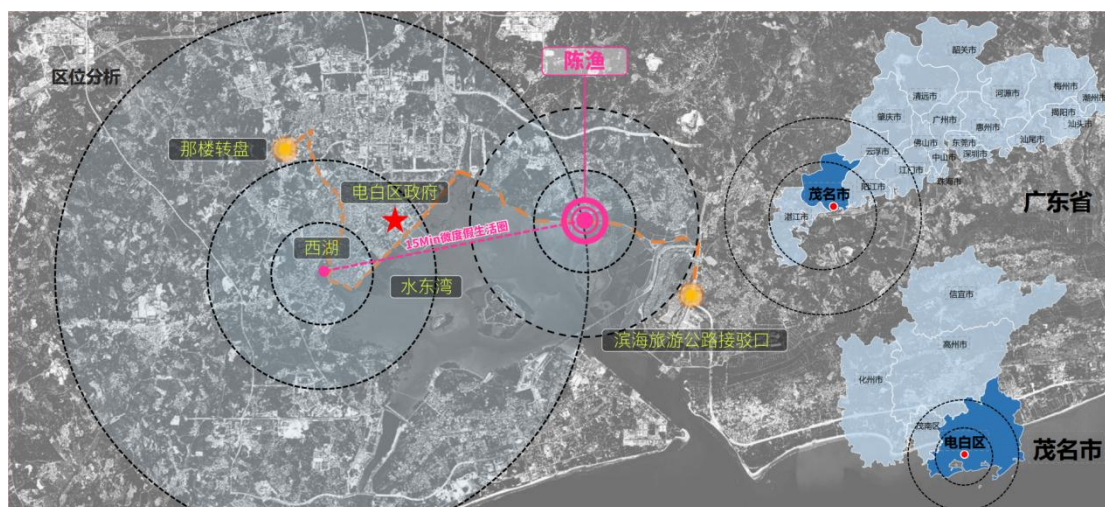 区位分析
陈渔
那楼转盘
电白区政府
15Min微度假生活圈
西湖
水东湾
滨海旅游公路接驳口
韶关市
清远市
河源市
梅州市
潮州市
肇庆市
广州市
惠州市
揭阳市
汕头市
云浮市
佛山市
东莞市
汕尾市
中山市
深圳市
江门市
珠海市
茂名市
阳江市
湛江市
广东省
信宜市
高州市
化州市
茂南区
电白区
茂名市